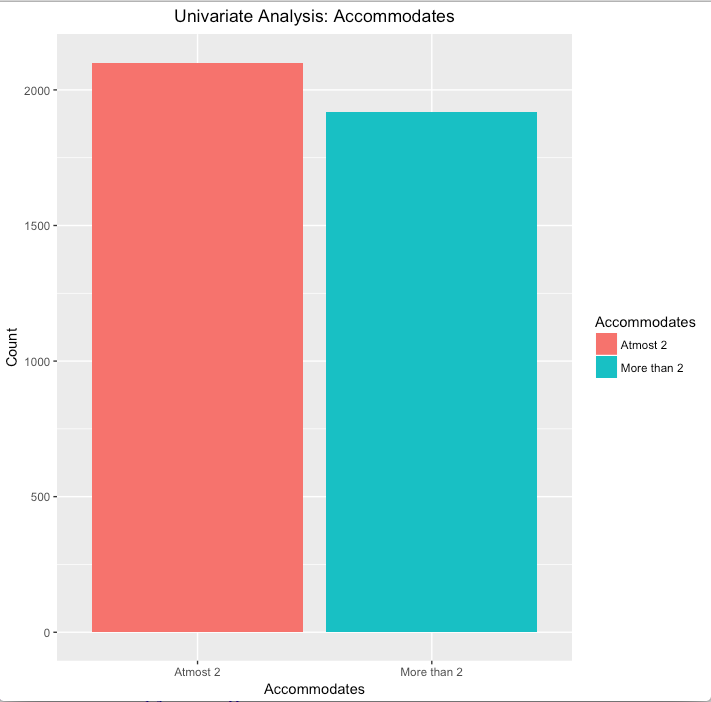 Univariate Analysis: Accommodates
2000
1500
1000
500
0
Count
Atmost 2
More than 2
Accommodates
Accommodates
Atmost 2
More than 2